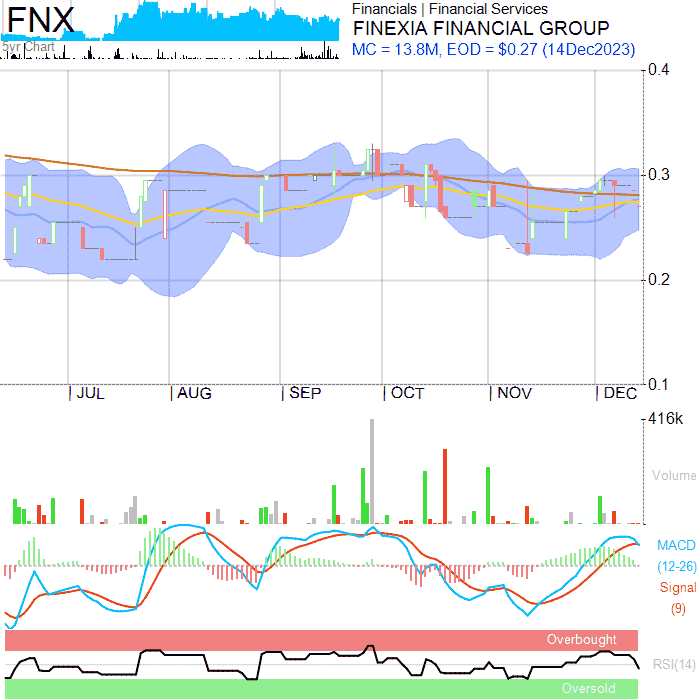 FNX
5yr Chart
Financials | Financial Services
FINEXIA FINANCIAL GROUP
MC = 13.8M, EOD = $0.27 (14Dec2023)
0.4
0.3
0.2
0.1
| JUL | AUG | SEP | OCT | NOV | DEC
416k
Volume
MACD
(12-26)
Signal
(9)
Overbought
RSI(14)
Oversold